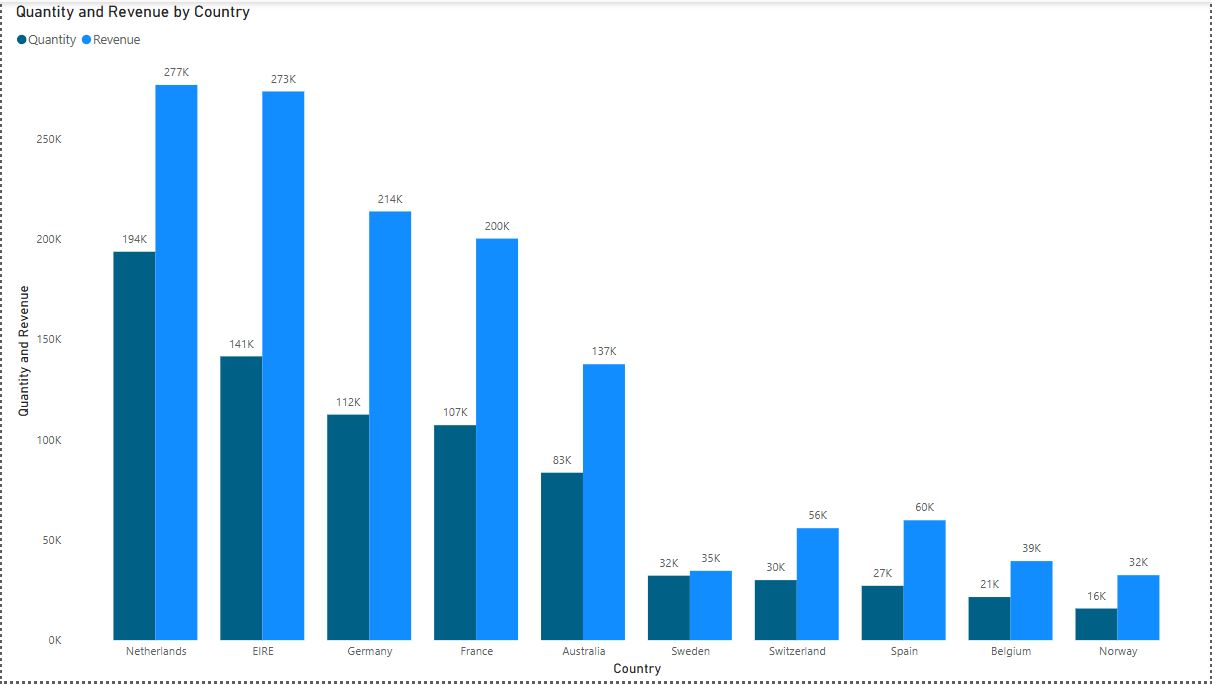 Quantity and Revenue by Country
Quantity Revenue
277K
273K
250K
214K
200K
194K
200K
150K
141K
137K
112K
107K
100K
83K
60K
56K
50K
32K
35K
30K
27K
39K
21K
32K
16K
0K
Netherlands EIRE Germany France Australia Sweden Switzerland Spain Belgium Norway
Country
Quantity and Revenue